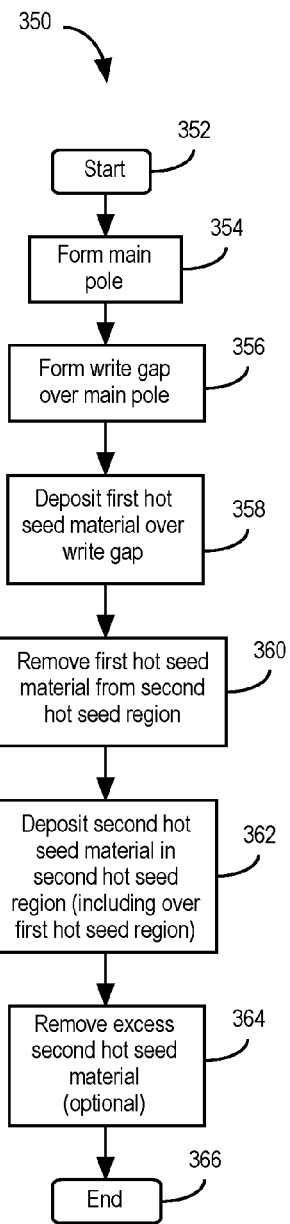 350
352
Start
354
Form main
pole
356
Form write gap
over main pole
358
Deposit first hot
seed material over
write gap
360
Remove first hot seed
material from second
hot seed region
362
Deposit second hot
seed material in
second hot seed
region (including over
first hot seed region)
364
Remove excess
second hot seed
material
(optional)
366
End